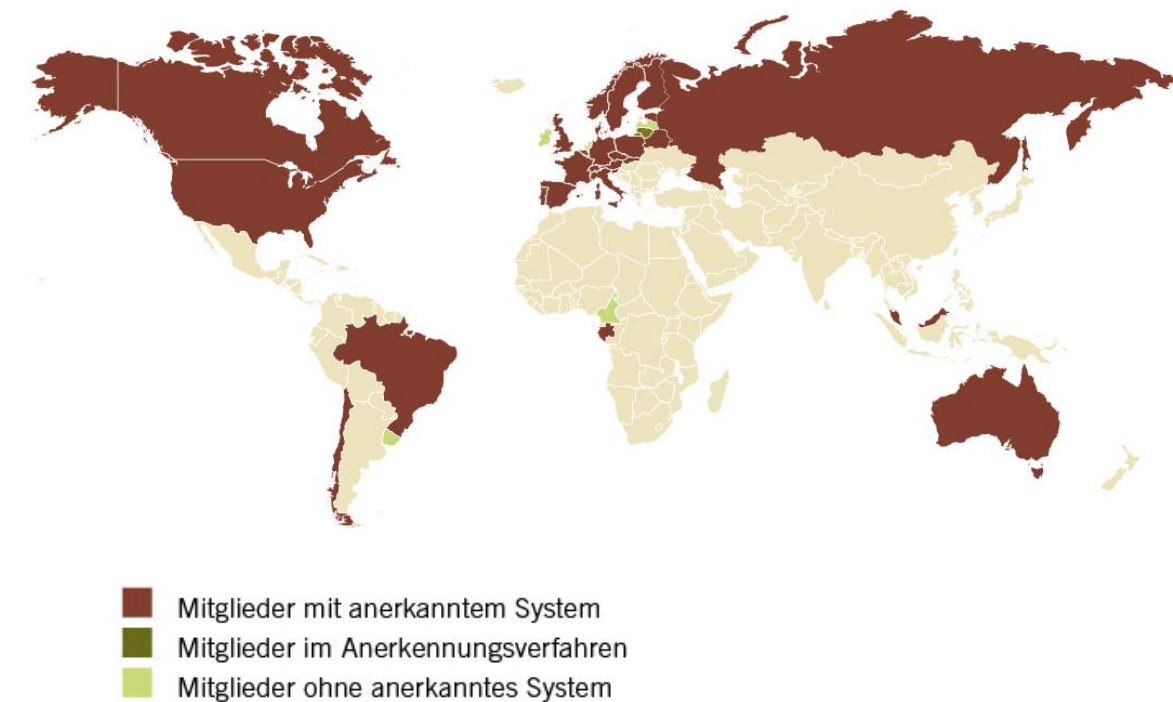 Mitglieder mit anerkanntem System
Mitglieder im Anerkennungsverfahren
Mitglieder ohne anerkanntes System